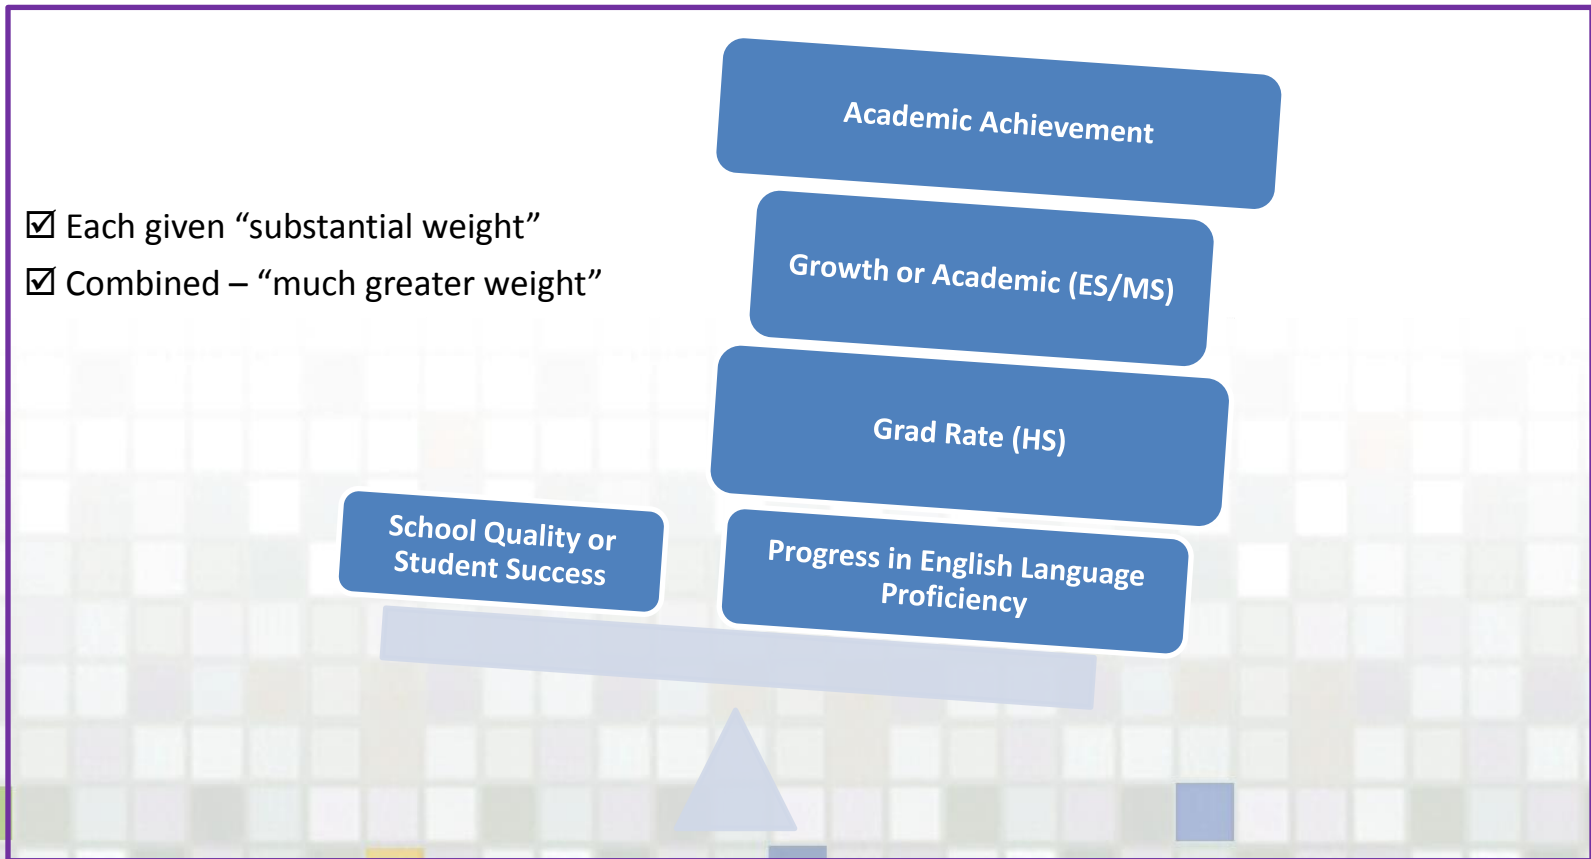 Academic Achievement
☑ Each given “substantial weight”
☑ Combined – “much greater weight”
Growth or Academic (ES/MS)
Grad Rate (HS)
School Quality or
Student Success
Progress in English Language
Proficiency